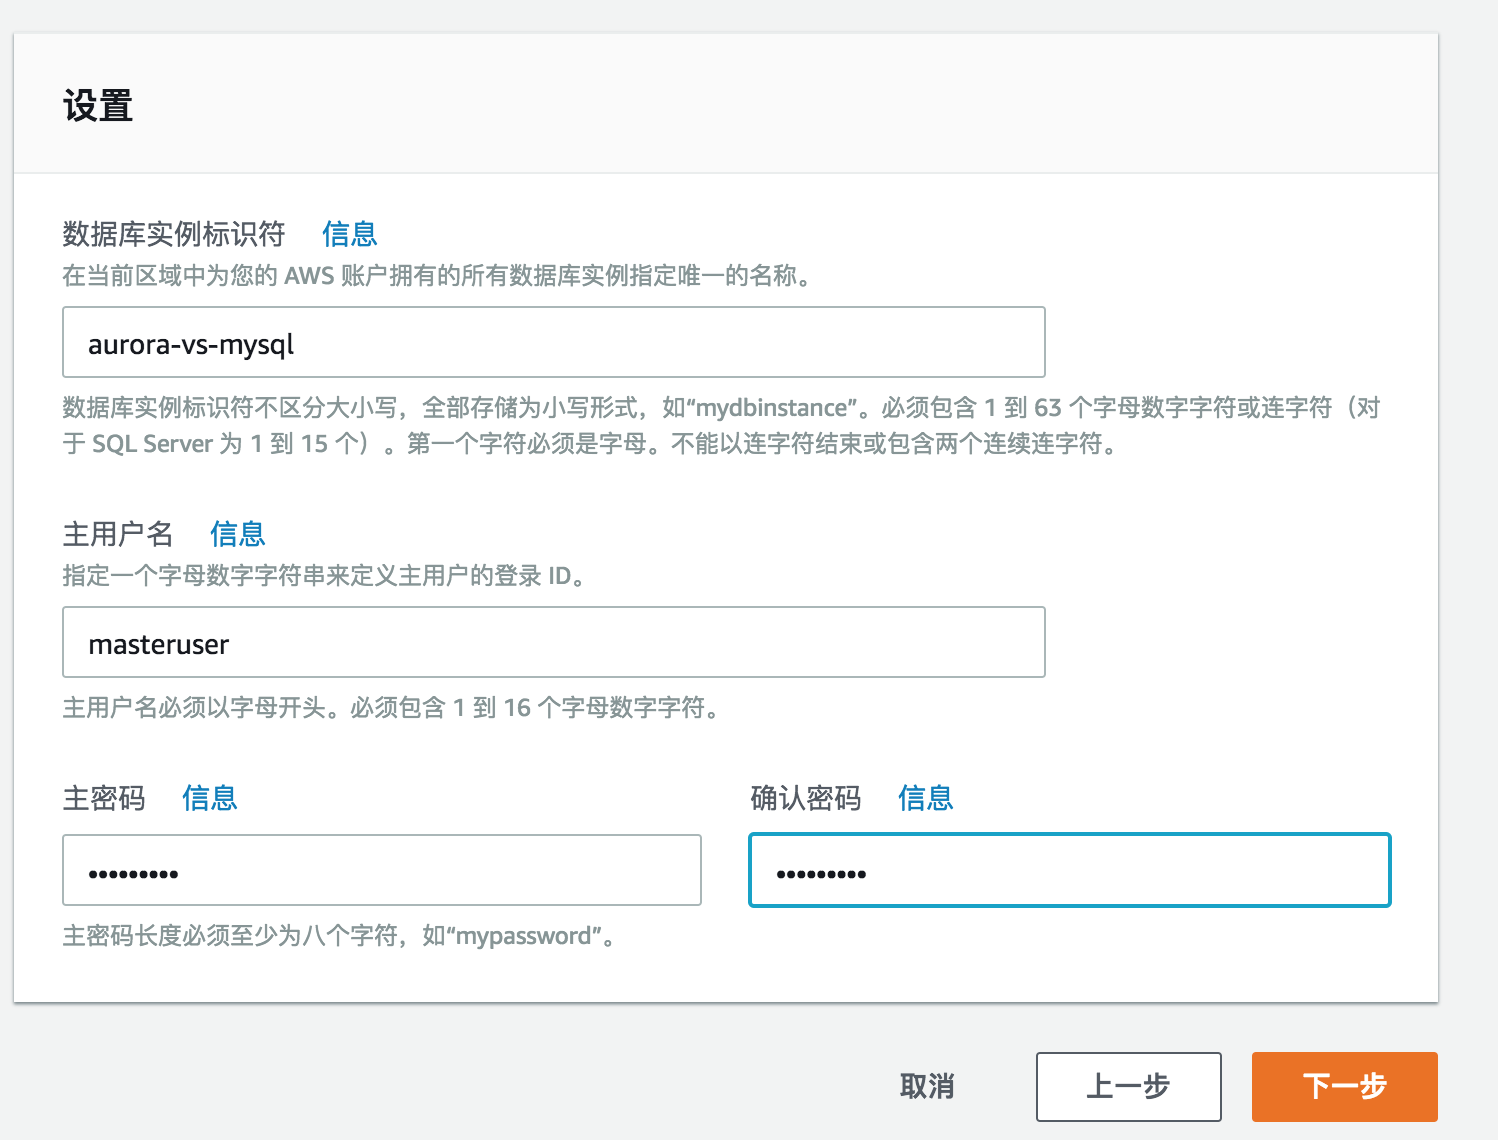 设置
数据库实例标识符 信息
在当前区域中为您的 AWS 账户拥有的所有数据库实例指定唯一的名称。
aurora-vs-mysql
数据库实例标识符不区分大小写，全部存储为小写形式，如“mydbinstance”。必须包含 1 到 63 个字母数字字符或连字符（对
于 SQL Server 为 1 到 15 个）。第一个字符必须是字母。不能以连字符结束或包含两个连续连字符。
主用户名 信息
指定一个字母数字字符串来定义主用户的登录 ID。
masteruser
主用户名必须以字母开头。必须包含 1 到 16 个字母数字字符。
主密码 信息 确认密码 信息
••••••••• •••••••••
主密码长度必须至少为八个字符，如“mypassword”。
取消 上一步 下一步